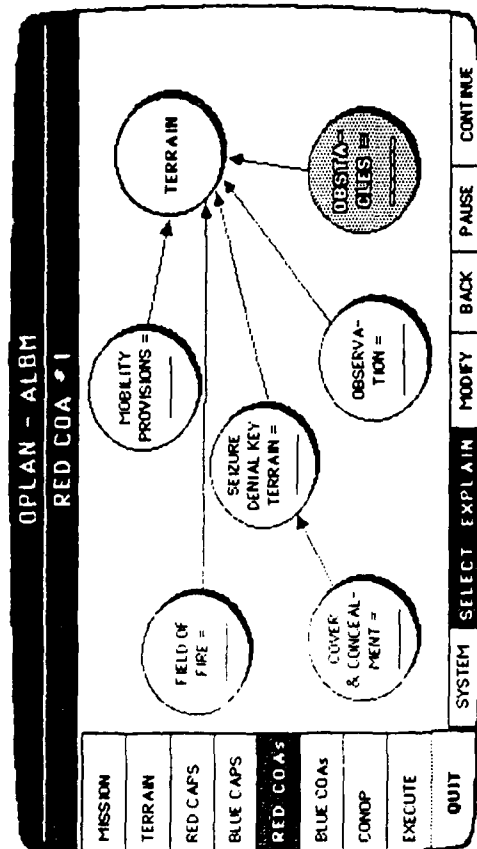 OPLAN - ALBM
RED COA #1
MISSION
TERRAIN
RED CAPS
BLUE CAPS
RED COAs
BLUE COAs
CONOP
EXECUTE
QUIT
FIELD OF
FIRE =
MOBILITY
PROVISIONS =
TERRAIN
SEIZURE
DENIAL KEY
TERRAIN =
COVER
& CONCEAL-
MENT =
OBSERVA-
TION =
OBSTA-
CLES =
SYSTEM SELECT EXPLAIN MODIFY BACK PAUSE CONTINUE